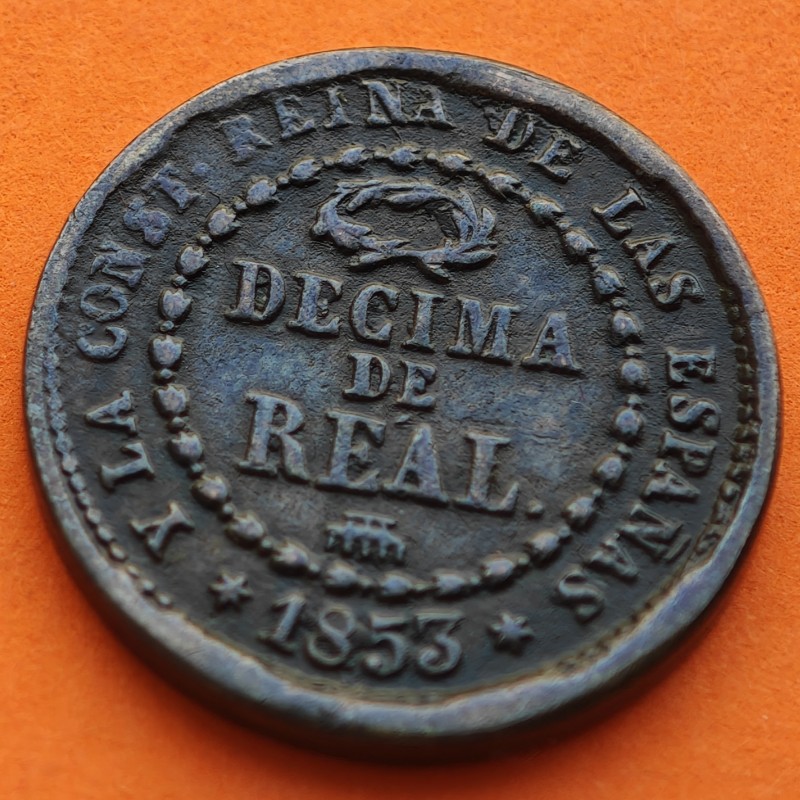 Y LA CONST. REINA DE LAS ESPAÑAS
DECIMA
DE
REAL.
* 1853 *